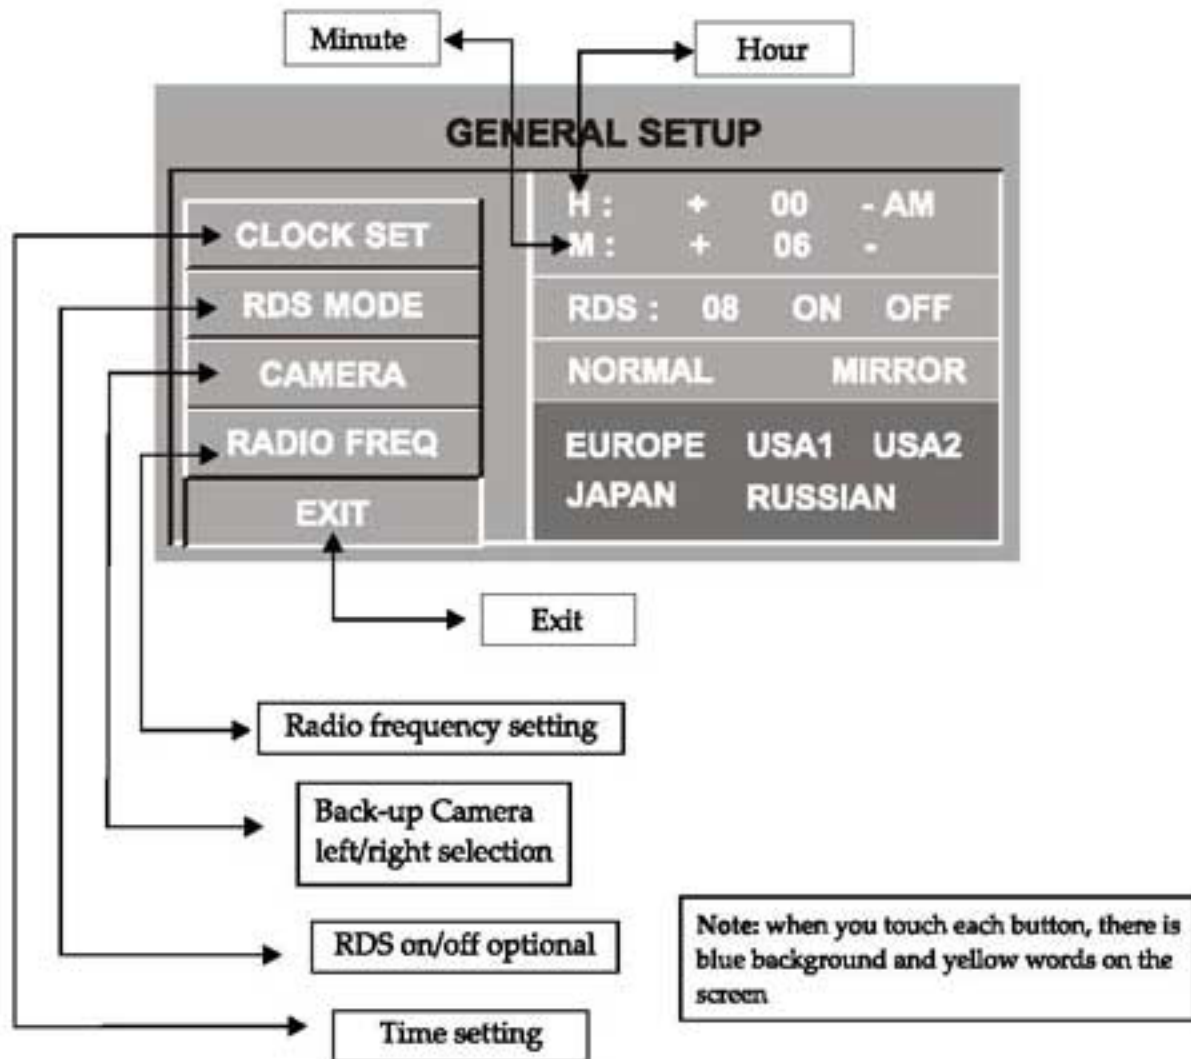 Minute
Hour
GENERAL SETUP
CLOCK SET
RDS MODE
CAMERA
RADIO FREQ
EXIT
H : + 00 - AM
M : + 06 -
RDS : 08 ON OFF
NORMAL MIRROR
EUROPE USA1 USA2
JAPAN RUSSIAN
Exit
Radio frequency setting
Back-up Camera
left/right selection
RDS on/off optional
Time setting
Note: when you touch each button, there is
blue background and yellow words on the
screen